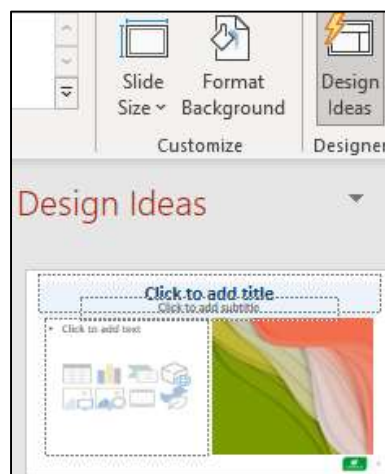 Slide
Size
Format
Background
Design
Ideas
Customize
Designer
Design Ideas
Click to add title
Click to add subtitle
• Click to add text